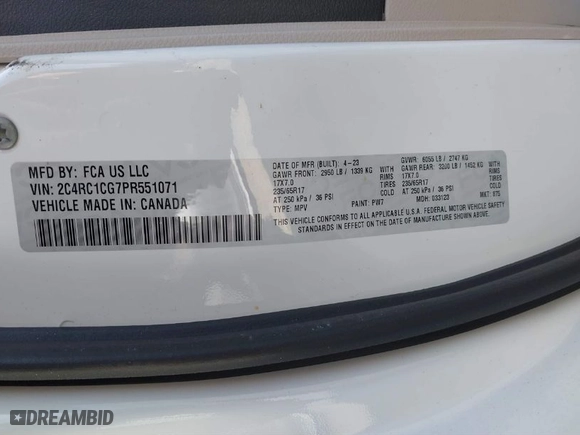 MFD BY: FCA US LLC
VIN: 2C4RC1CG7PR551071
VEHICLE MADE IN: CANADA
DATE OF MFR (BUILT): 4-23
GAWR FRONT: 2950 LB / 1339 KG
17X7.0
235/65R17
AT 250 kPa / 36 PSI
TYPE: MPV
COLD
PAINT: PW7
GVWR: 6055 LB / 2747 KG
GAWR REAR: 3200 LB / 1452 KG
17X7.0
235/65R17
AT 250 kPa / 36 PSI
COLD
MDH: 033123
MKT: 675
THIS VEHICLE CONFORMS TO ALL APPLICABLE U.S.A. FEDERAL MOTOR VEHICLE SAFETY
STANDARDS IN EFFECT ON THE DATE OF MANUFACTURE SHOWN ABOVE.
DREAMBID